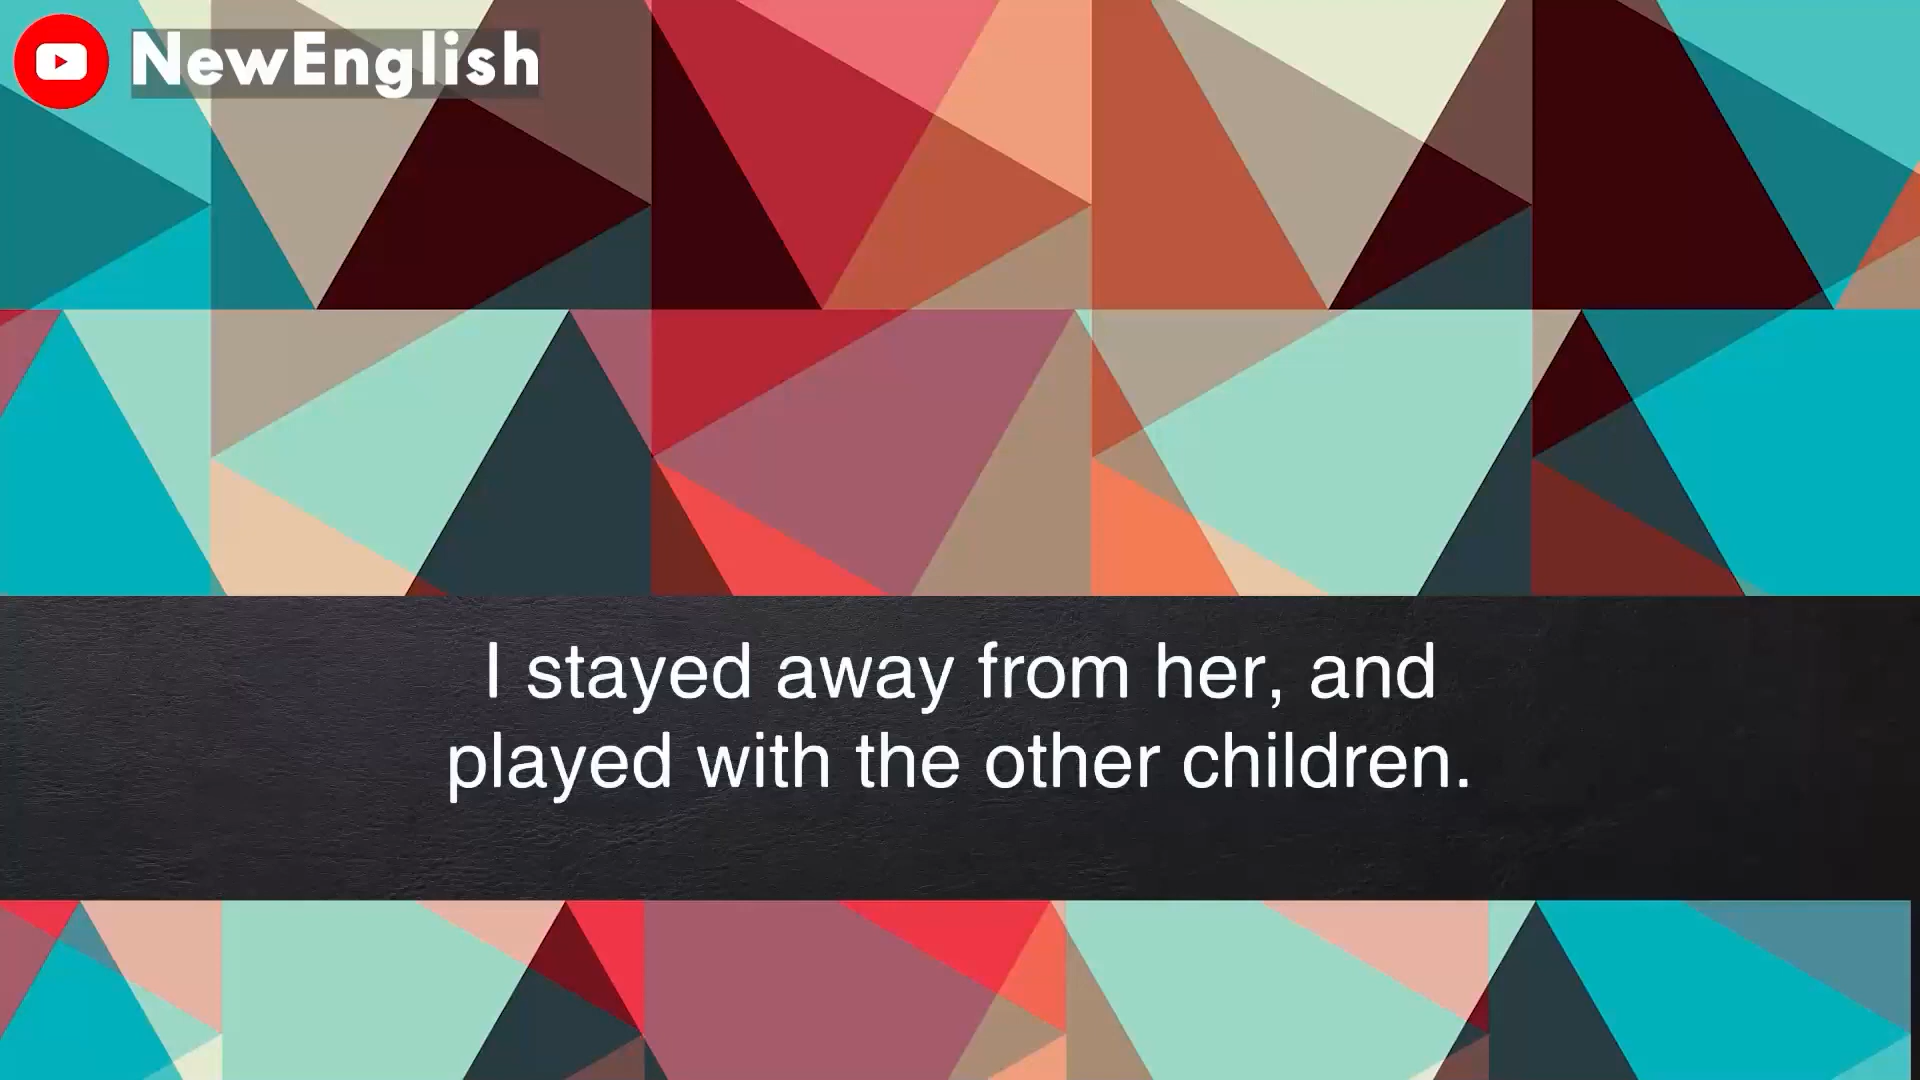 NewEnglish
I stayed away from her, and
played with the other children.